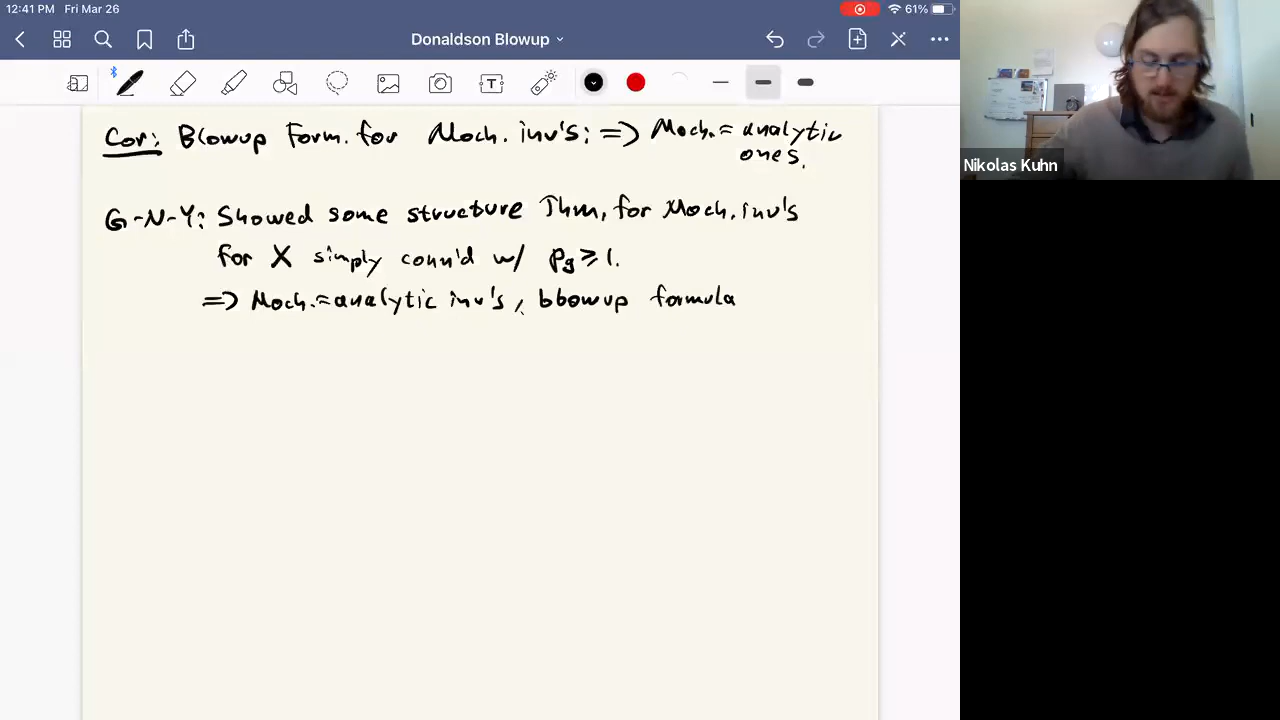 12:41 PM Fri Mar 26
61%
Donaldson Blowup
T
Cor: Blowup Form. for Moch. inv's: => Moch. = analytic
ones.
G-N-Y: Showed some structure Thm, for Moch. inv's
for X simply conn'd w/ pg ≥ 1.
=> Moch. = analytic inv's, bbowup formula
Nikolas Kuhn